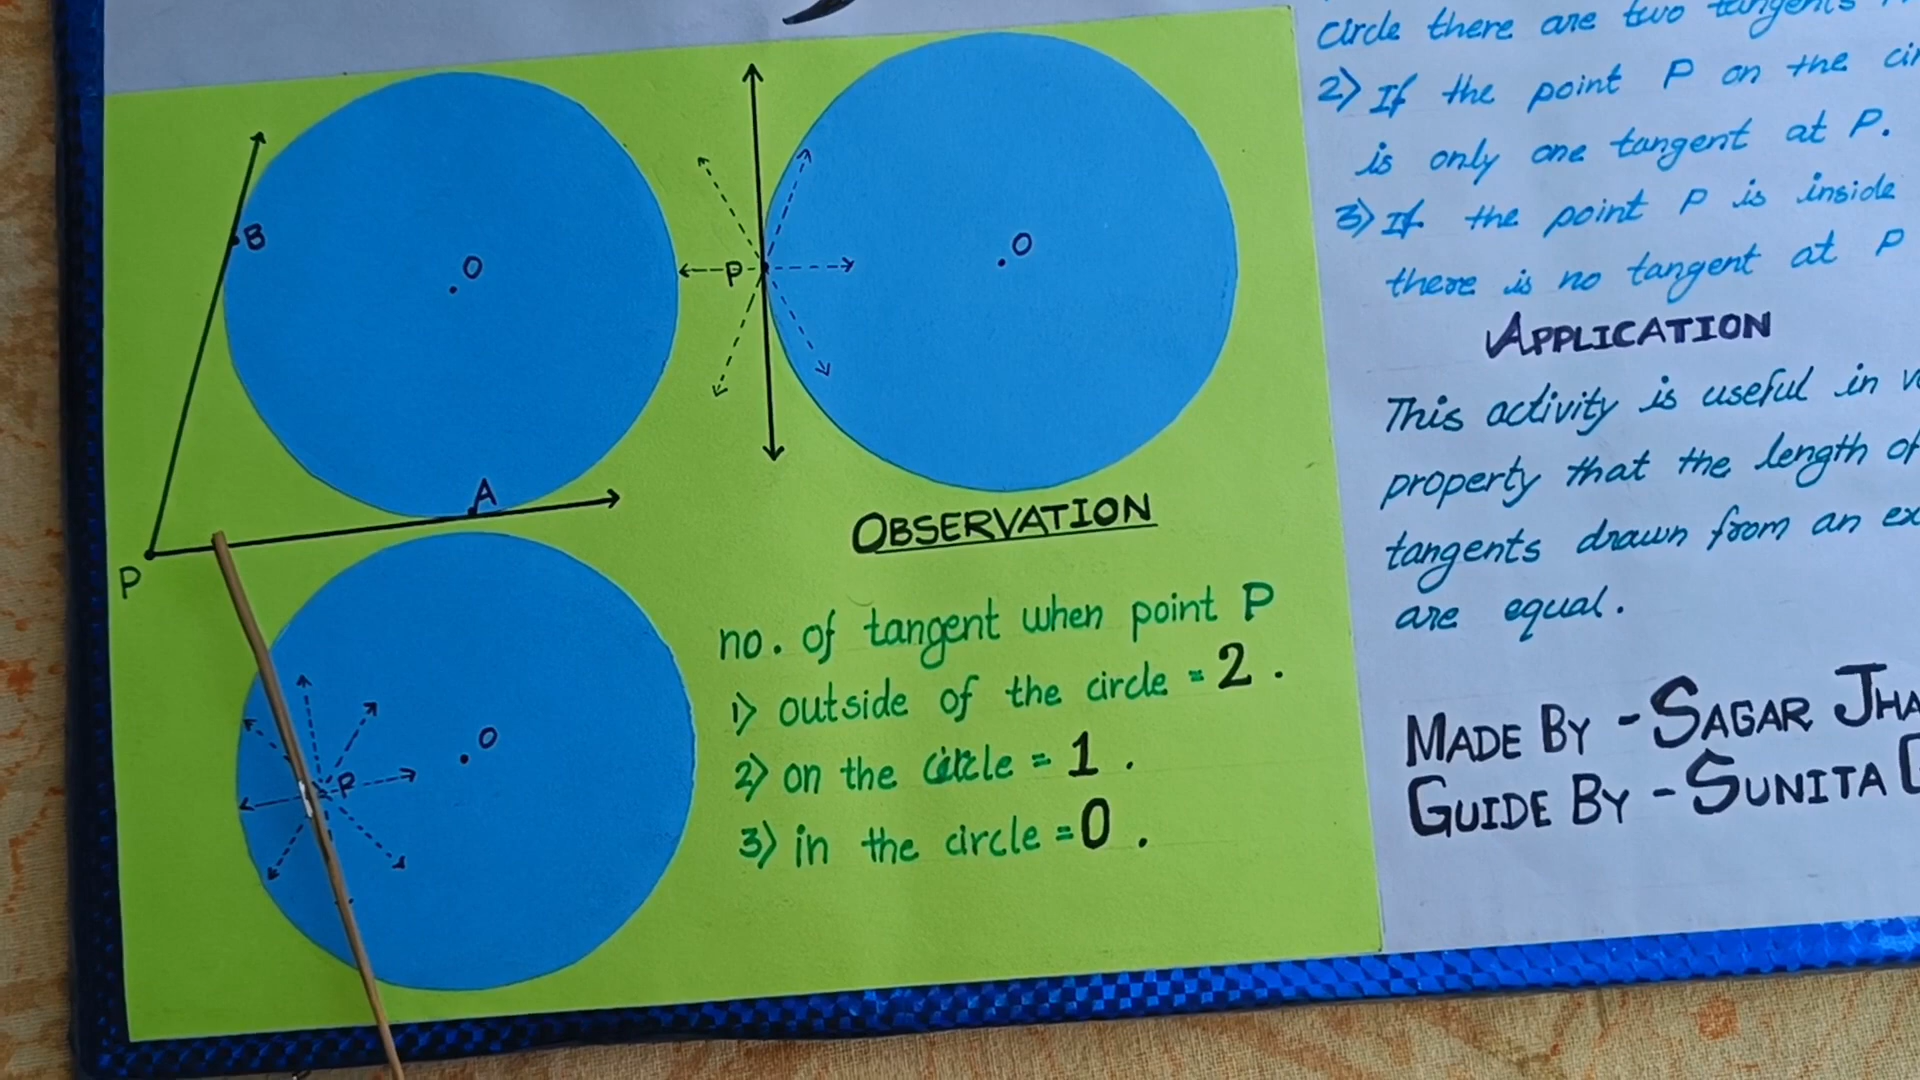 B
O
A
P
P
O
P
O
OBSERVATION
no. of tangent when point P
1) outside of the circle = 2 .
2) on the circle = 1 .
3) in the circle = 0 .
circle there are two tangents
2) If the point P on the
is only one tangent at P.
3) If the point P is inside
there is no tangent at P
APPLICATION
This activity is useful in
property that the length of
tangents drawn from an
are equal.
MADE BY - SAGAR JHA
GUIDE BY - SUNITA